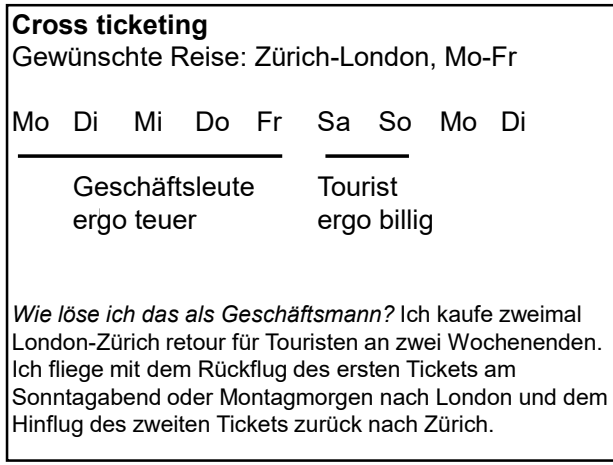 Cross ticketing
Gewünschte Reise: Zürich-London, Mo-Fr
Mo Di Mi Do Fr Sa So Mo Di
Geschäftsleute Tourist
ergo teuer ergo billig
Wie löse ich das als Geschäftsmann? Ich kaufe zweimal
London-Zürich retour für Touristen an zwei Wochenenden.
Ich fliege mit dem Rückflug des ersten Tickets am
Sonntagabend oder Montagmorgen nach London und dem
Hinflug des zweiten Tickets zurück nach Zürich.